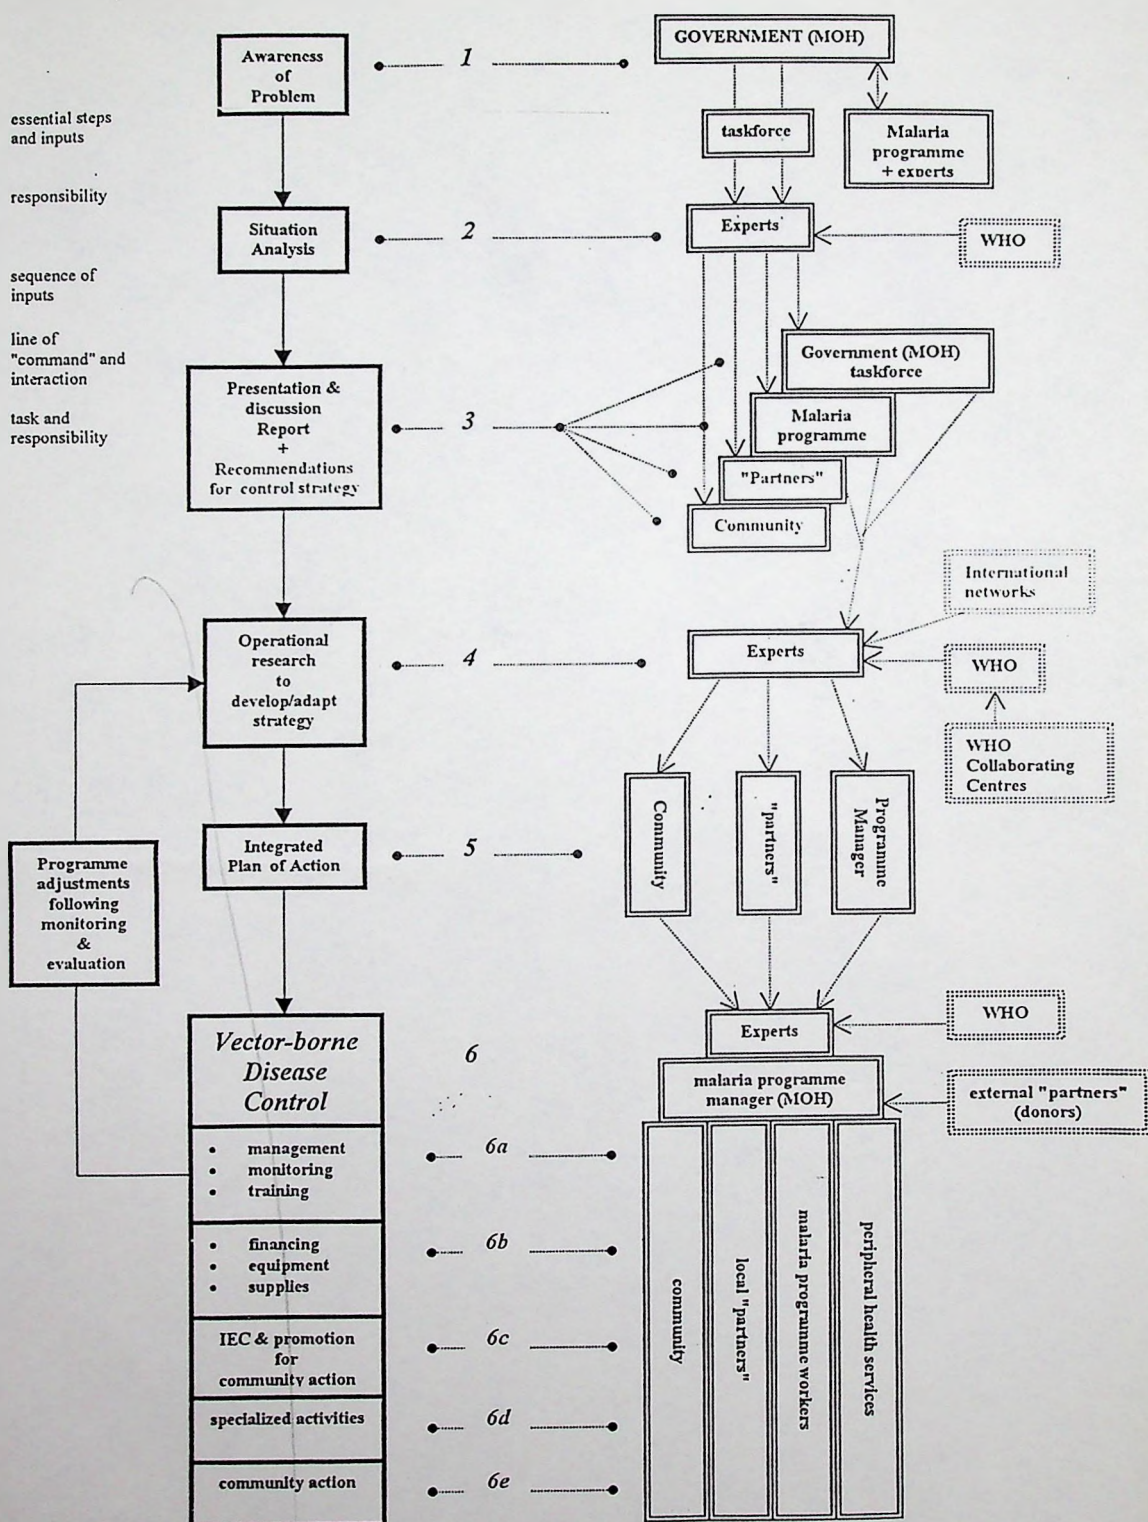 essential steps
and inputs
responsibility
sequence of
inputs
line of
"command" and
interaction
task and
responsibility
Awareness
of
Problem
1
GOVERNMENT (MOH)
taskforce
Malaria
programme
+ experts
Situation
Analysis
2
Experts
WHO
Presentation &
discussion
Report
+
Recommendations
for control strategy
3
Government (MOH)
taskforce
Malaria
programme
"Partners"
Community
Operational
research
to
develop/adapt
strategy
4
Experts
International
networks
WHO
WHO
Collaborating
Centres
Integrated
Plan of Action
5
Community
"partners"
Programme
Manager
Programme
adjustments
following
monitoring
&
evaluation
Vector-borne
Disease
Control
6
Experts
WHO
malaria programme
manager (MOH)
external "partners"
(donors)
• management
• monitoring
• training
6a
• financing
• equipment
• supplies
6b
IEC & promotion
for
community action
6c
specialized activities
6d
community action
6e
community
local "partners"
malaria programme workers
peripheral health services